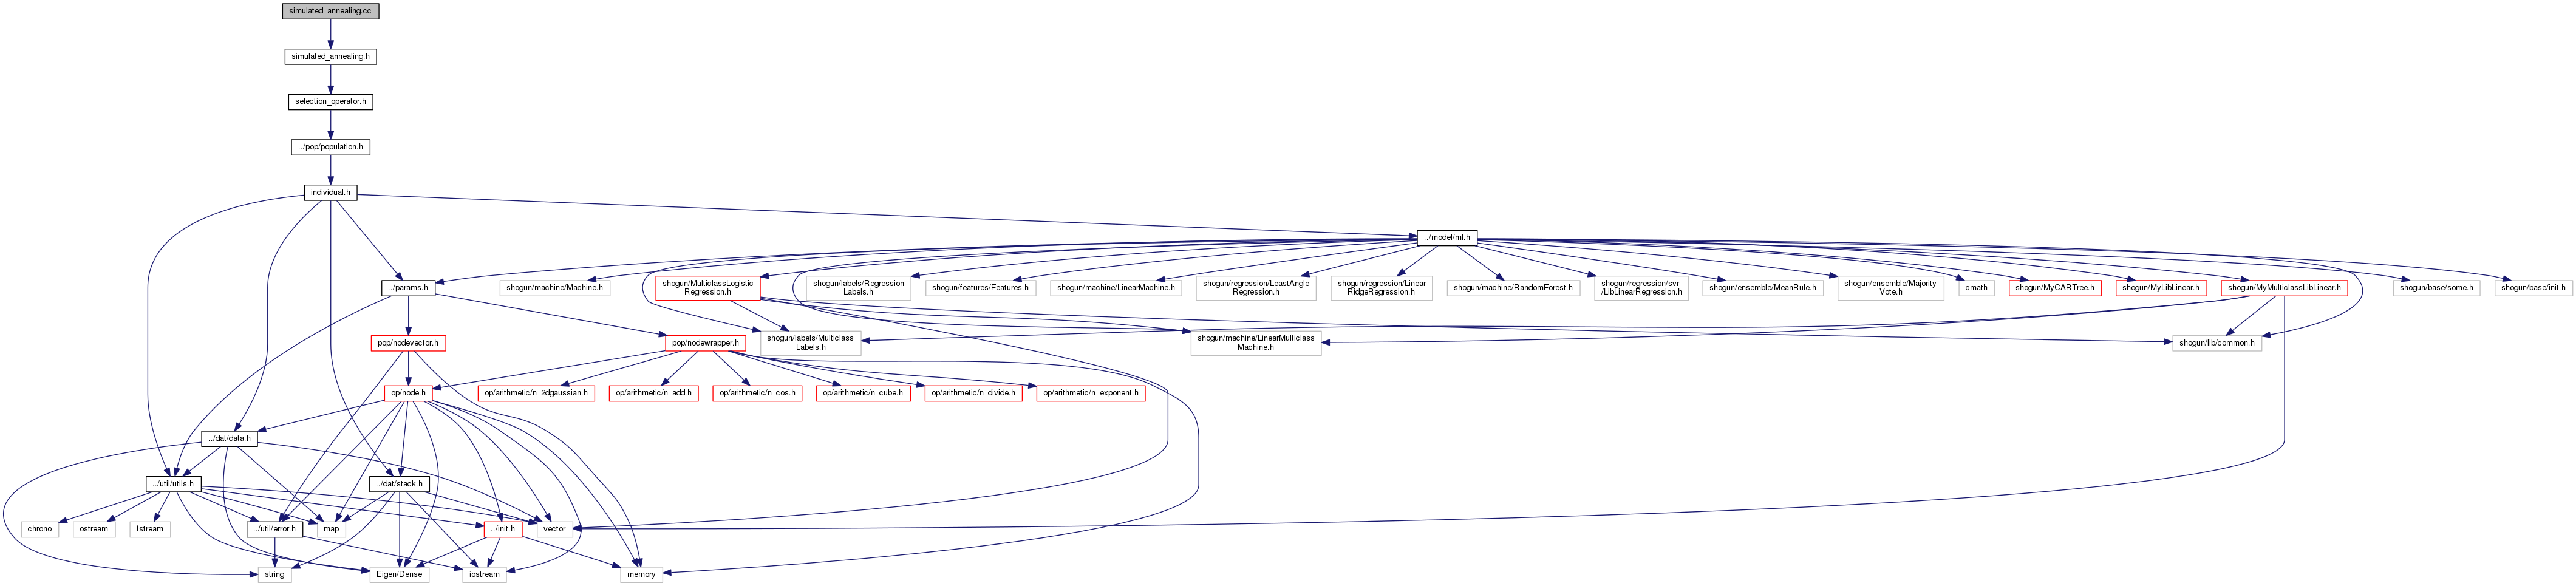 simulated_annealing.cc
simulated_annealing.h
selection_operator.h
../pop/population.h
individual.h
../model/ml.h
../params.h
shogun/machine/Machine.h
shogun/MulticlassLogistic
Regression.h
shogun/labels/Regression
Labels.h
shogun/features/Features.h
shogun/machine/LinearMachine.h
shogun/regression/LeastAngle
Regression.h
shogun/regression/Linear
RidgeRegression.h
shogun/machine/RandomForest.h
shogun/regression/svr
/LibLinearRegression.h
shogun/ensemble/MeanRule.h
shogun/ensemble/Majority
Vote.h
cmath
shogun/MyCARTree.h
shogun/MyLibLinear.h
shogun/MyMulticlassLibLinear.h
shogun/base/some.h
shogun/base/init.h
pop/nodevector.h
pop/nodewrapper.h
shogun/labels/Multiclass
Labels.h
shogun/machine/LinearMulticlass
Machine.h
shogun/lib/common.h
op/node.h
op/arithmetic/n_2dgaussian.h
op/arithmetic/n_add.h
op/arithmetic/n_cos.h
op/arithmetic/n_cube.h
op/arithmetic/n_divide.h
op/arithmetic/n_exponent.h
../dat/data.h
../util/utils.h
../dat/stack.h
chrono
ostream
fstream
../util/error.h
map
../init.h
vector
string
Eigen/Dense
iostream
memory